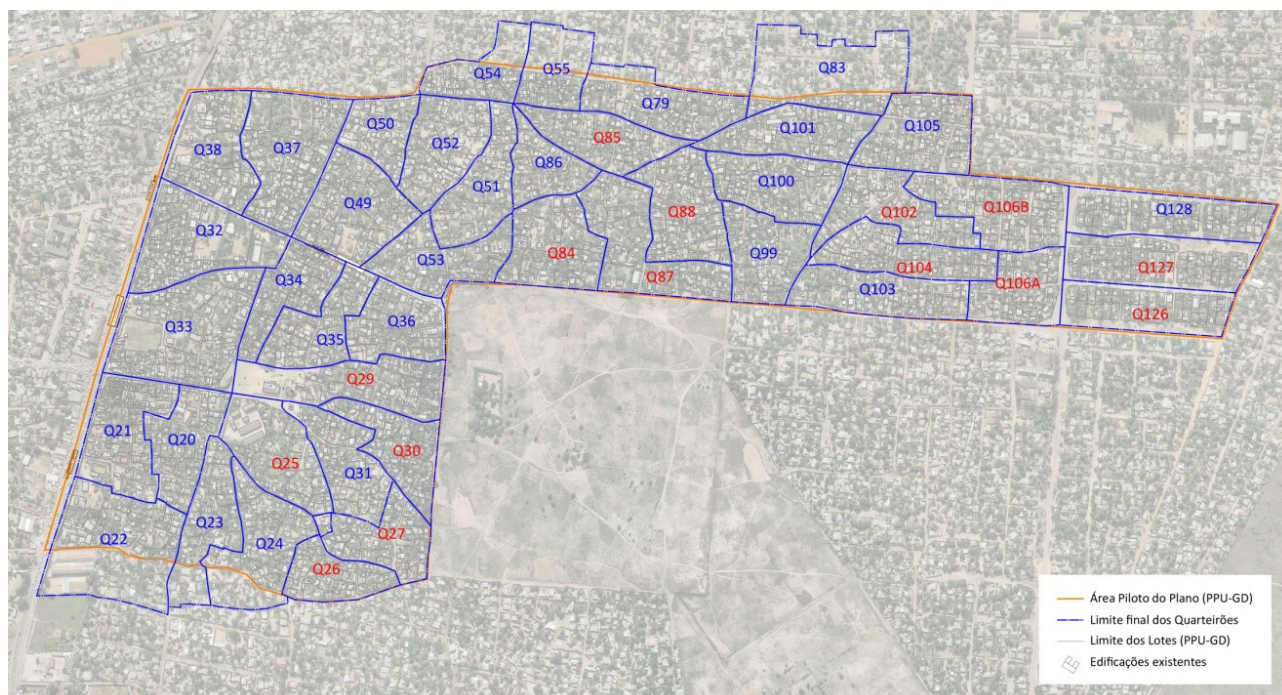 Q83
Q54
Q55
Q79
Q50
Q38
Q37
Q52
Q85
Q101
Q105
Q86
Q51
Q100
Q49
Q88
Q102
Q106B
Q128
Q32
Q53
Q84
Q99
Q34
Q87
Q104
Q127
Q103
Q106A
Q33
Q35
Q36
Q126
Q29
Q21
Q20
Q25
Q31
Q30
Q22
Q23
Q24
Q27
Q26
Área Piloto do Plano (PPU-GD)
Limite final dos Quarteirões
Limite dos Lotes (PPU-GD)
Edificações existentes